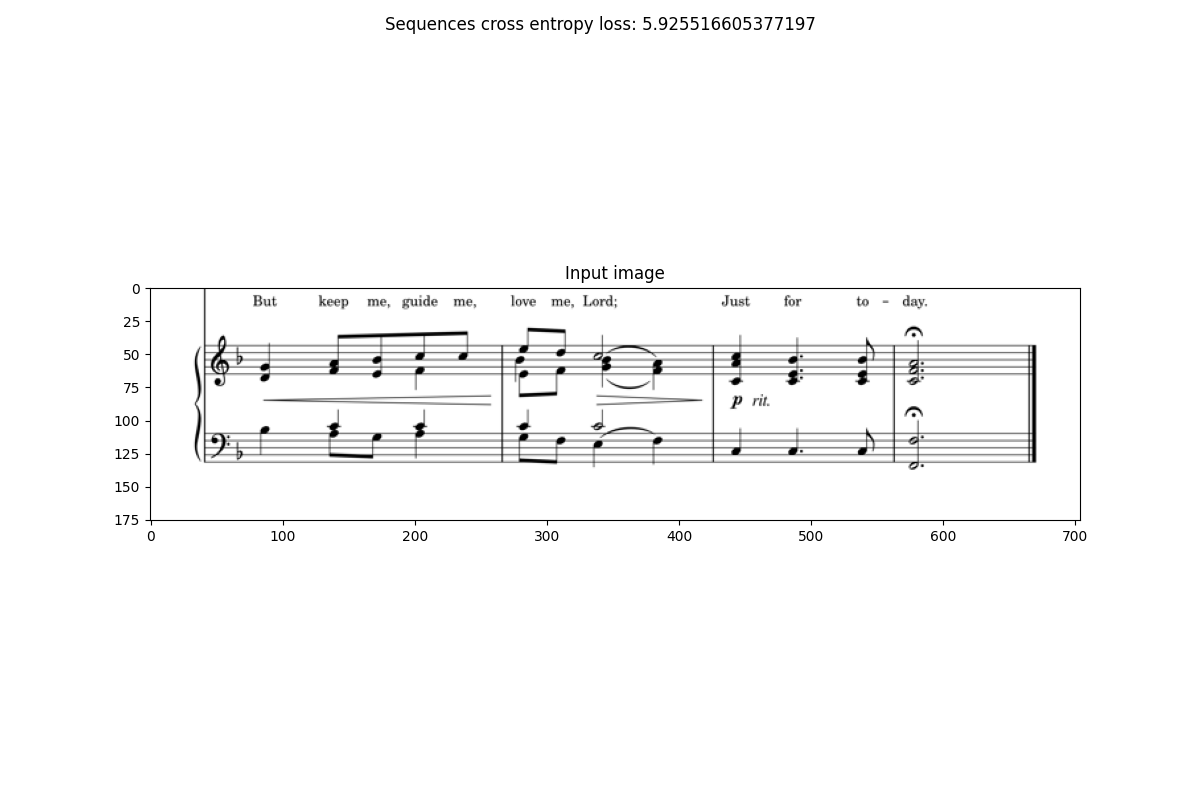 Sequences cross entropy loss: 5.925516605377197
Input image
0
But keep me, guide me, love me, Lord; Just for to - day.
25
50
75
p rit.
100
125
150
175
0 100 200 300 400 500 600 700